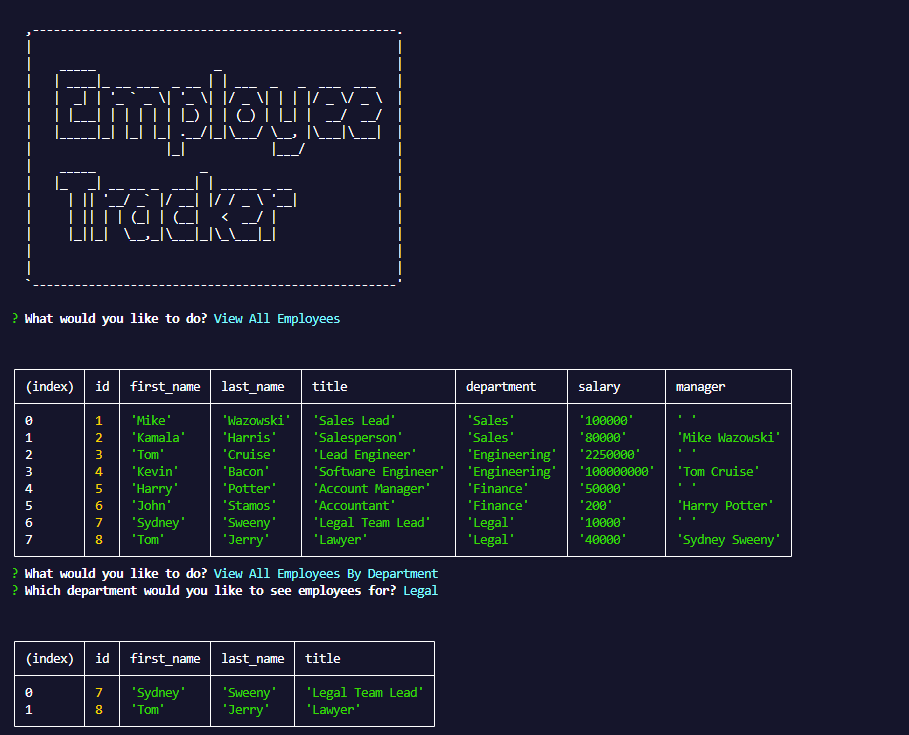 Employee
Tracker
? What would you like to do? View All Employees
(index) id first_name last_name title department salary manager
0 1 'Mike' 'Wazowski' 'Sales Lead' 'Sales' '100000' ' '
1 2 'Kamala' 'Harris' 'Salesperson' 'Sales' '80000' 'Mike Wazowski'
2 3 'Tom' 'Cruise' 'Lead Engineer' 'Engineering' '2250000' ' '
3 4 'Kevin' 'Bacon' 'Software Engineer' 'Engineering' '100000000' 'Tom Cruise'
4 5 'Harry' 'Potter' 'Account Manager' 'Finance' '50000' ' '
5 6 'John' 'Stamos' 'Accountant' 'Finance' '200' 'Harry Potter'
6 7 'Sydney' 'Sweeny' 'Legal Team Lead' 'Legal' '10000' ' '
7 8 'Tom' 'Jerry' 'Lawyer' 'Legal' '40000' 'Sydney Sweeny'
? What would you like to do? View All Employees By Department
? Which department would you like to see employees for? Legal
(index) id first_name last_name title
0 7 'Sydney' 'Sweeny' 'Legal Team Lead'
1 8 'Tom' 'Jerry' 'Lawyer'